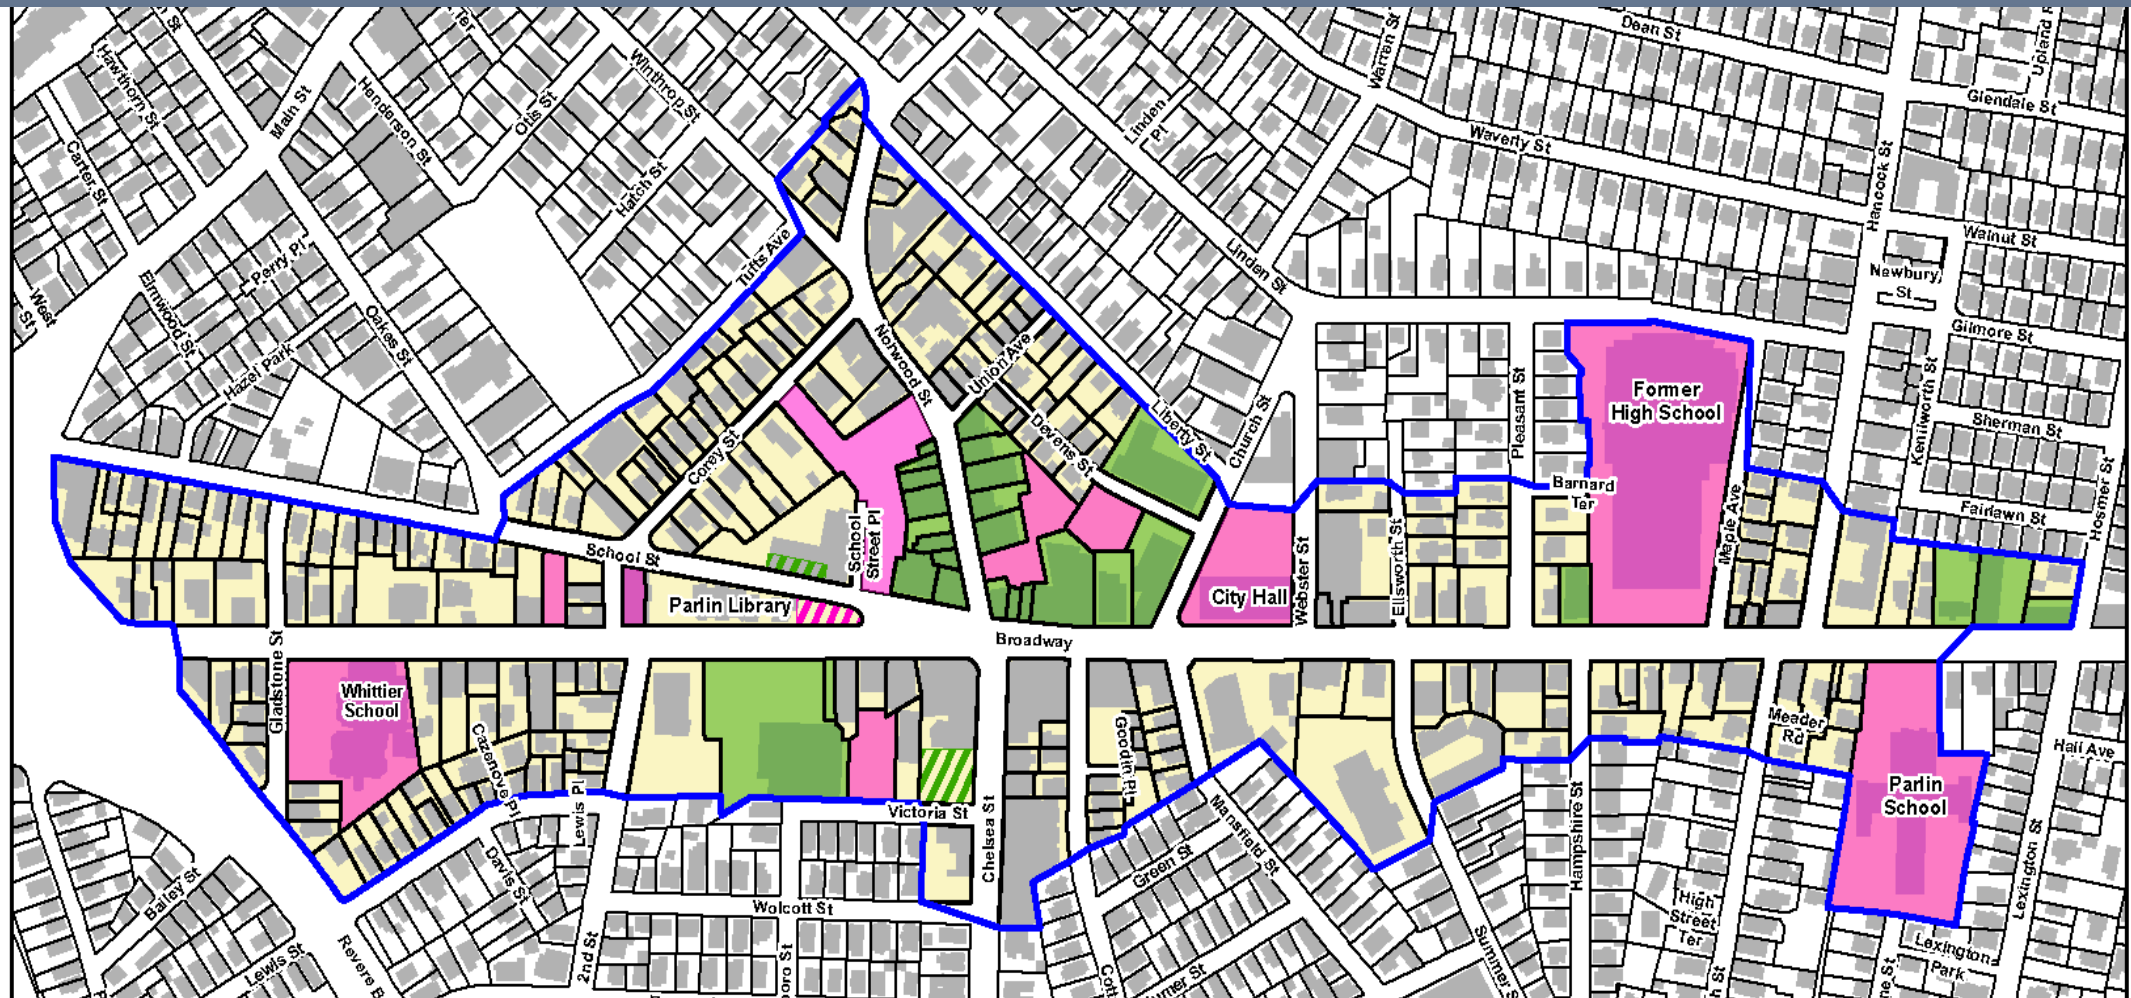 Hawthorn St
Main St
Carter St
Henderson St
Otis St
Winthrop St
Hatch St
Linden
Pl
Warren St
Dean St
Glendale St
Waverly St
Hancock St
Walnut St
Newbury
St
Gilmore St
Kenilworth St
Sherman St
Fairlawn St
Hosmer St
Perry Pl
Elmwood St
West
St
Hazel Park
Oakes St
Tufts Ave
Norwood St
Union Ave
Linden St
Liberty St
Church St
Corey St
Devens St
Pleasant St
Former
High School
Barnard
Ter
Maple Ave
School St
School
Street Pl
Parlin Library
City Hall
Webster St
Ellsworth St
Broadway
Gladstone St
Whittier
School
Cazenove Pl
Lewis Pl
Victoria St
Chelsea St
Goodin Pl
Mansfield St
Green St
Meader
Rd
Hall Ave
Parlin
School
Hampshire St
Lexington St
Bailey St
Davis St
Wolcott St
Lewis St
Revere B
2nd St
boro St
Summer S
High
Street
Ter
Lexington
Park